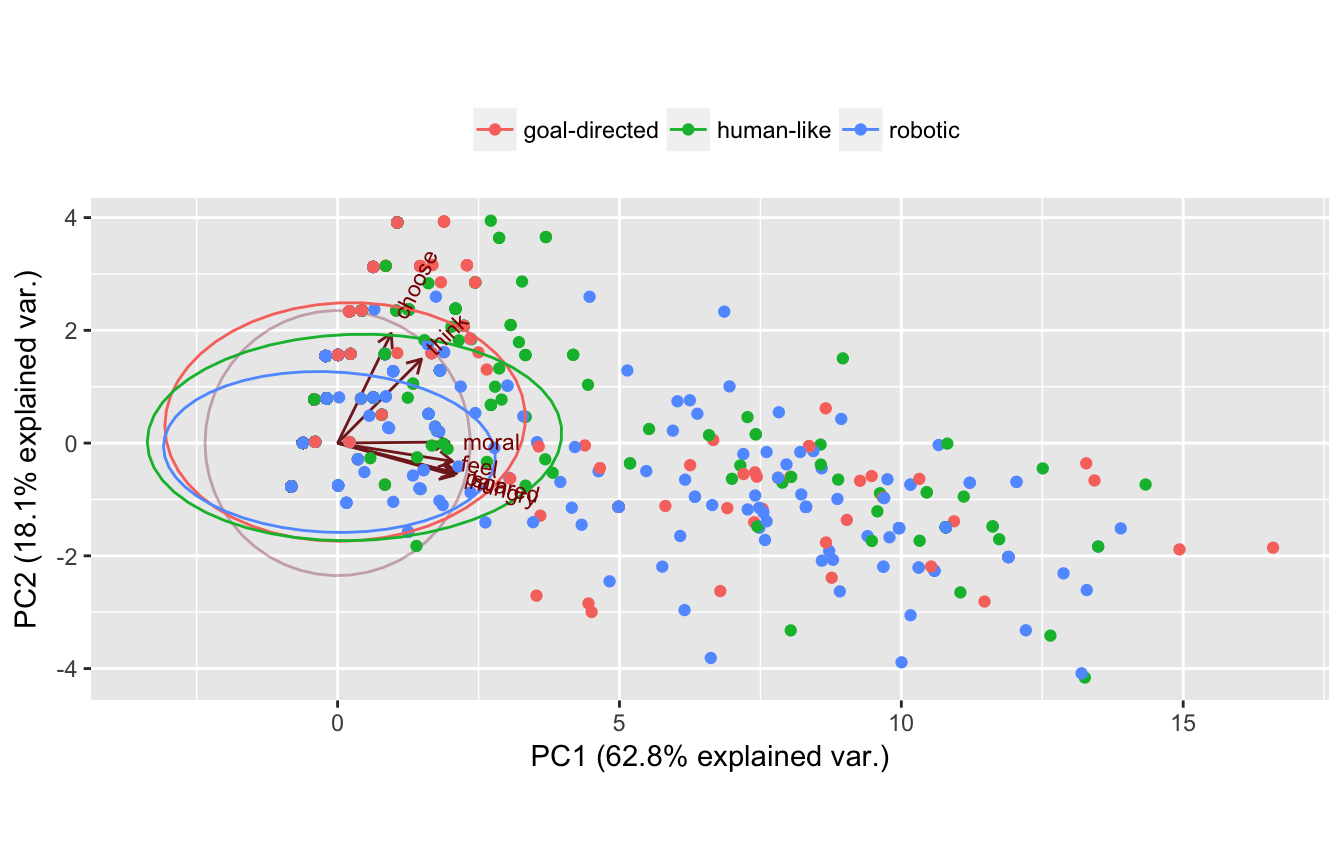 goal-directed human-like robotic
PC2 (18.1% explained var.)
4
2
0
-2
-4
choose
think
moral
feel
hungry
0 5 10 15
PC1 (62.8% explained var.)